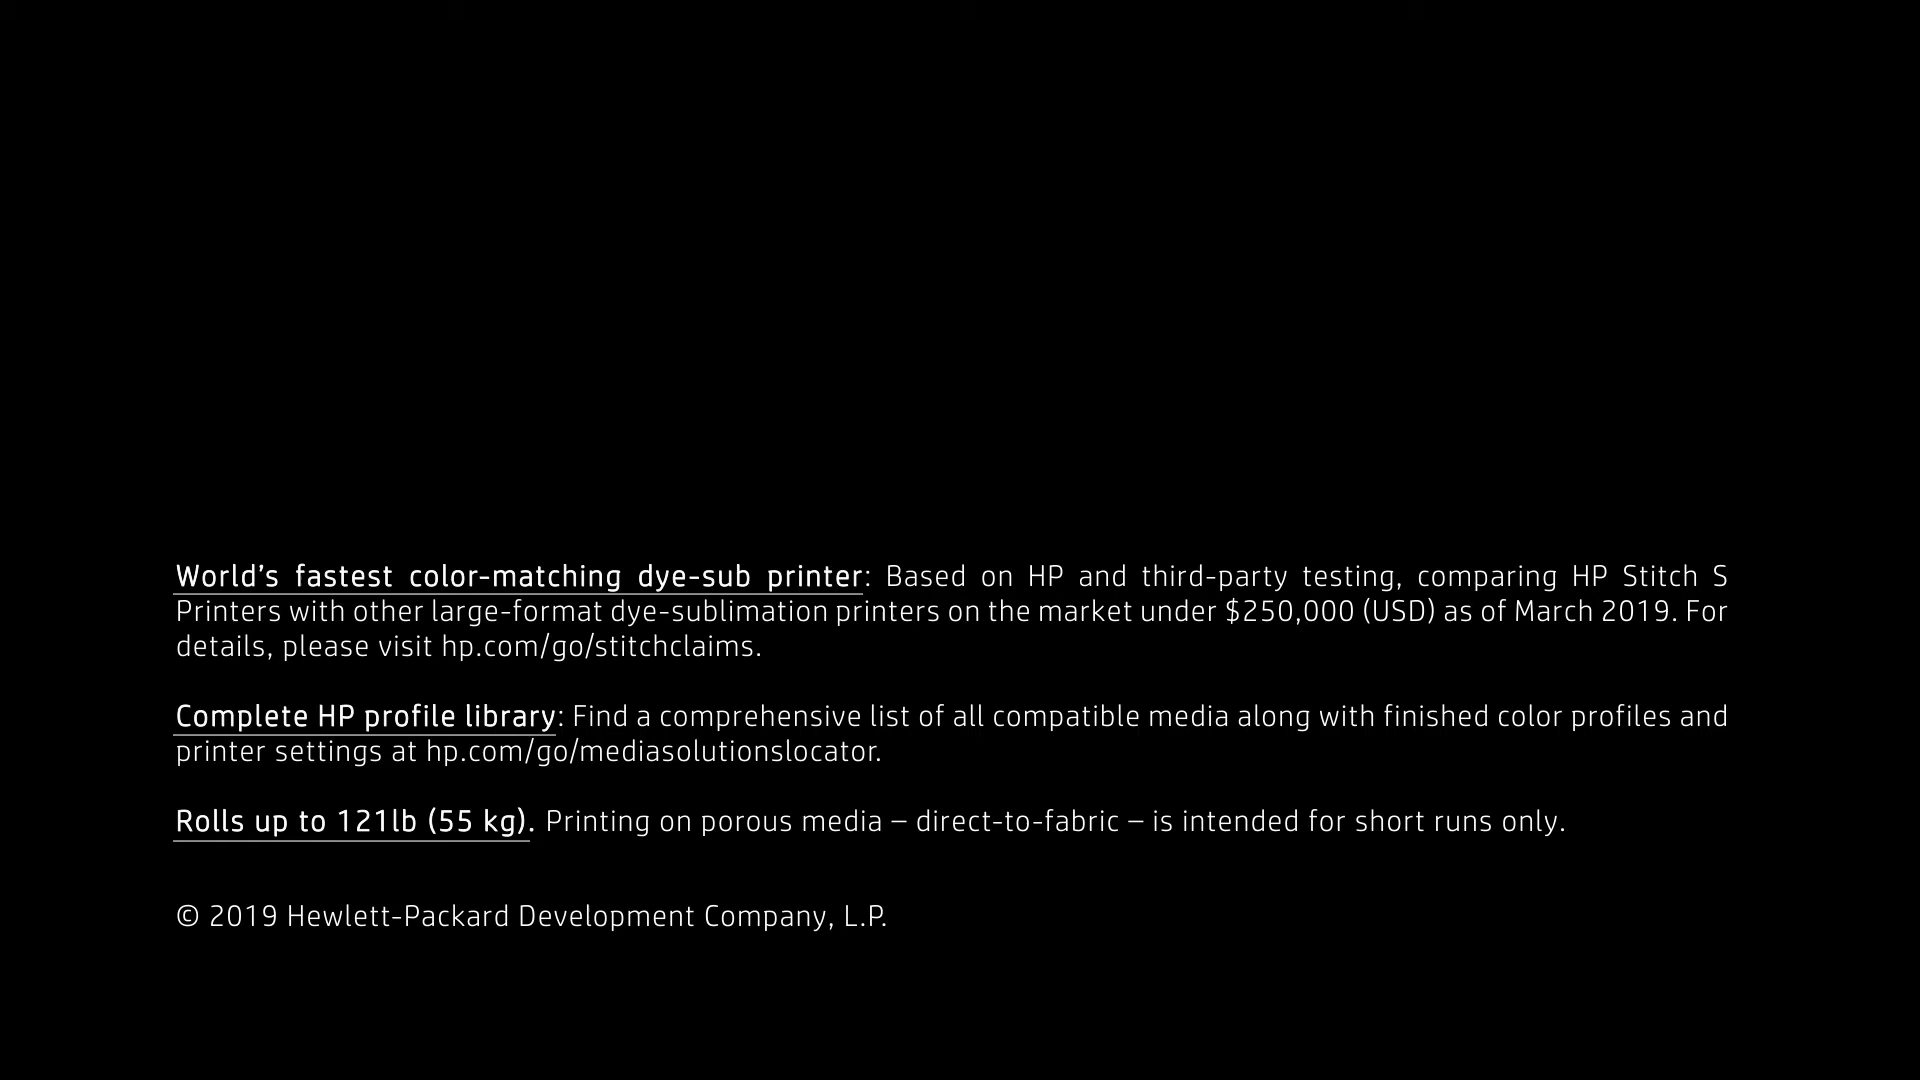 World’s fastest color-matching dye-sub printer: Based on HP and third-party testing, comparing HP Stitch S
Printers with other large-format dye-sublimation printers on the market under $250,000 (USD) as of March 2019. For
details, please visit hp.com/go/stitchclaims.
Complete HP profile library: Find a comprehensive list of all compatible media along with finished color profiles and
printer settings at hp.com/go/mediasolutionslocator.
Rolls up to 121lb (55 kg). Printing on porous media – direct-to-fabric – is intended for short runs only.
© 2019 Hewlett-Packard Development Company, L.P.